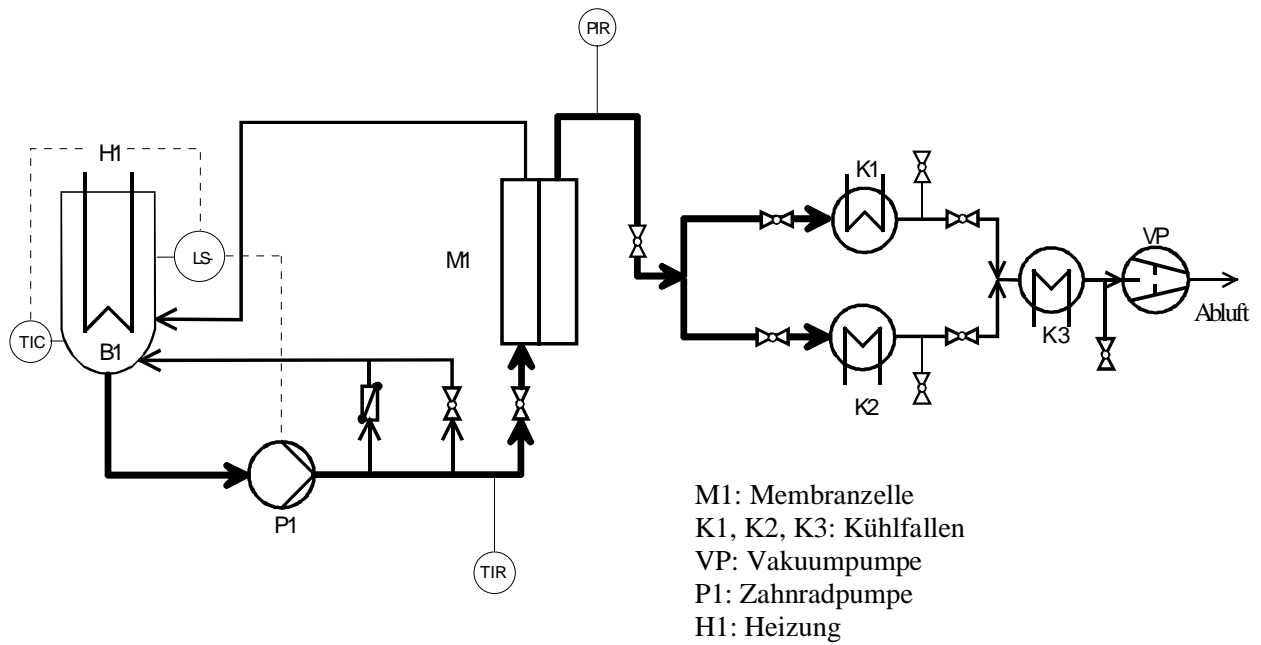 PIR
H1
K1
LS-
VP
M1
Abluft
TIC
B1
K3
K2
P1
TIR
M1: Membranzelle
K1, K2, K3: Kühlfallen
VP: Vakuumpumpe
P1: Zahnradpumpe
H1: Heizung